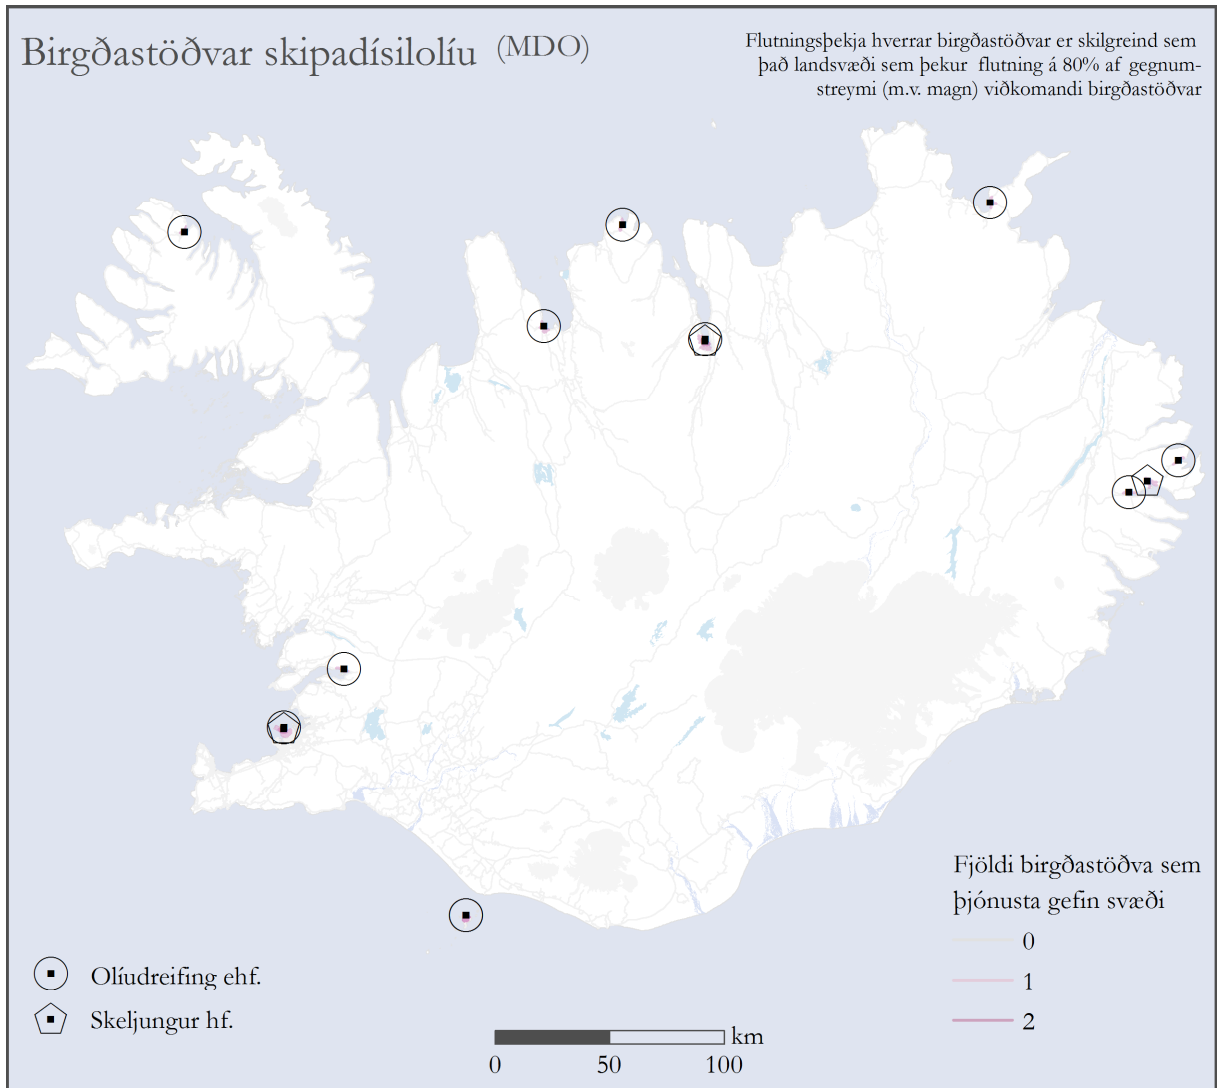 Birgðastöðvar skipadísilolíu (MDO)
Flutningsþekja hverrar birgðastöðvar er skilgreind sem
það landsvæði sem þekur flutning á 80% af gegnum-
streymi (m.v. magn) viðkomandi birgðastöðvar
Fjöldi birgðastöðva sem
þjónusta gefin svæði
0
1
2
Olíudreifing ehf.
Skeljungur hf.
km
0 50 100